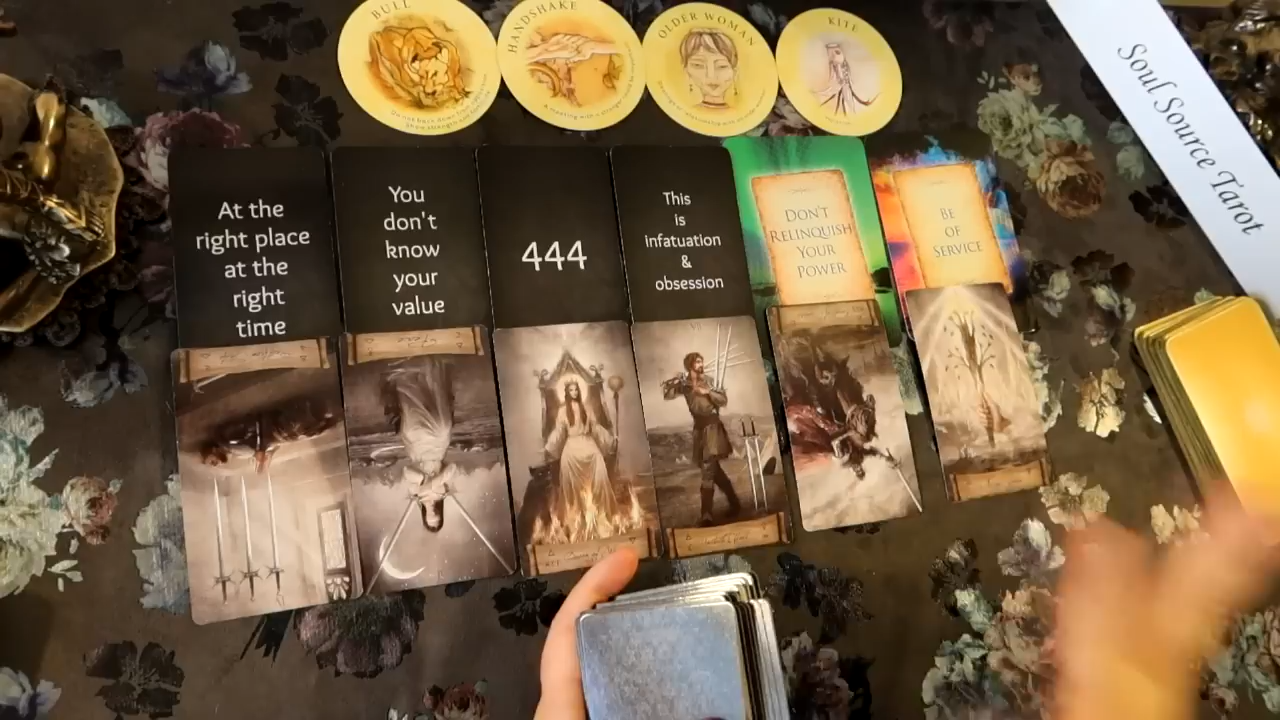 BULL
HANDSHAKE
OLDER WOMAN
KITE
Soul Source Tarot
At the
right place
at the
right
time
You
don't
know
your
value
444
This
is
infatuation
&
obsession
DON'T
RELINQUISH
YOUR
POWER
BE
OF
SERVICE